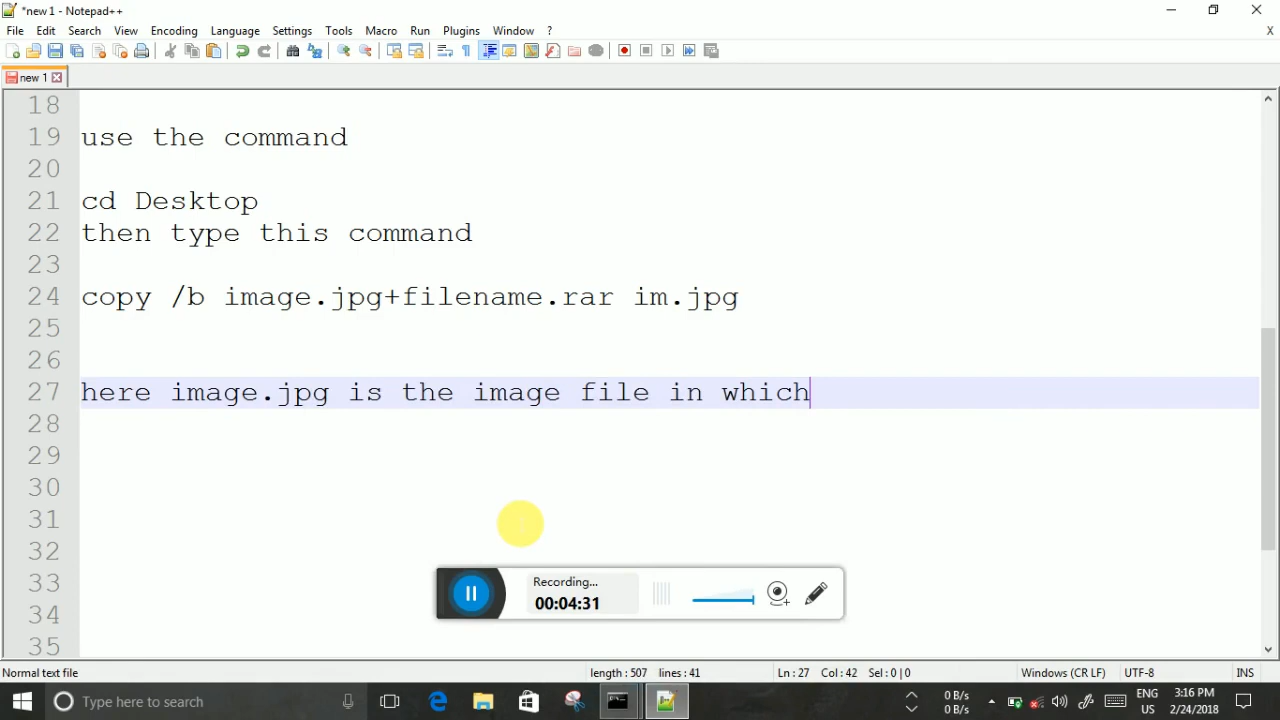 *new 1 - Notepad++
File Edit Search View Encoding Language Settings Tools Macro Run Plugins Window ? X
new 1
18
19 use the command
20
21 cd Desktop
22 then type this command
23
24 copy /b image.jpg+filename.rar im.jpg
25
26
27 here image.jpg is the image file in which
28
29
30
31
32
33
34
35
Recording...
00:04:31
Normal text file length : 507 lines : 41 Ln : 27 Col : 42 Sel : 0 | 0 Windows (CR LF) UTF-8 INS
Type here to search
0 B/s
0 B/s
ENG
US
3:16 PM
2/24/2018